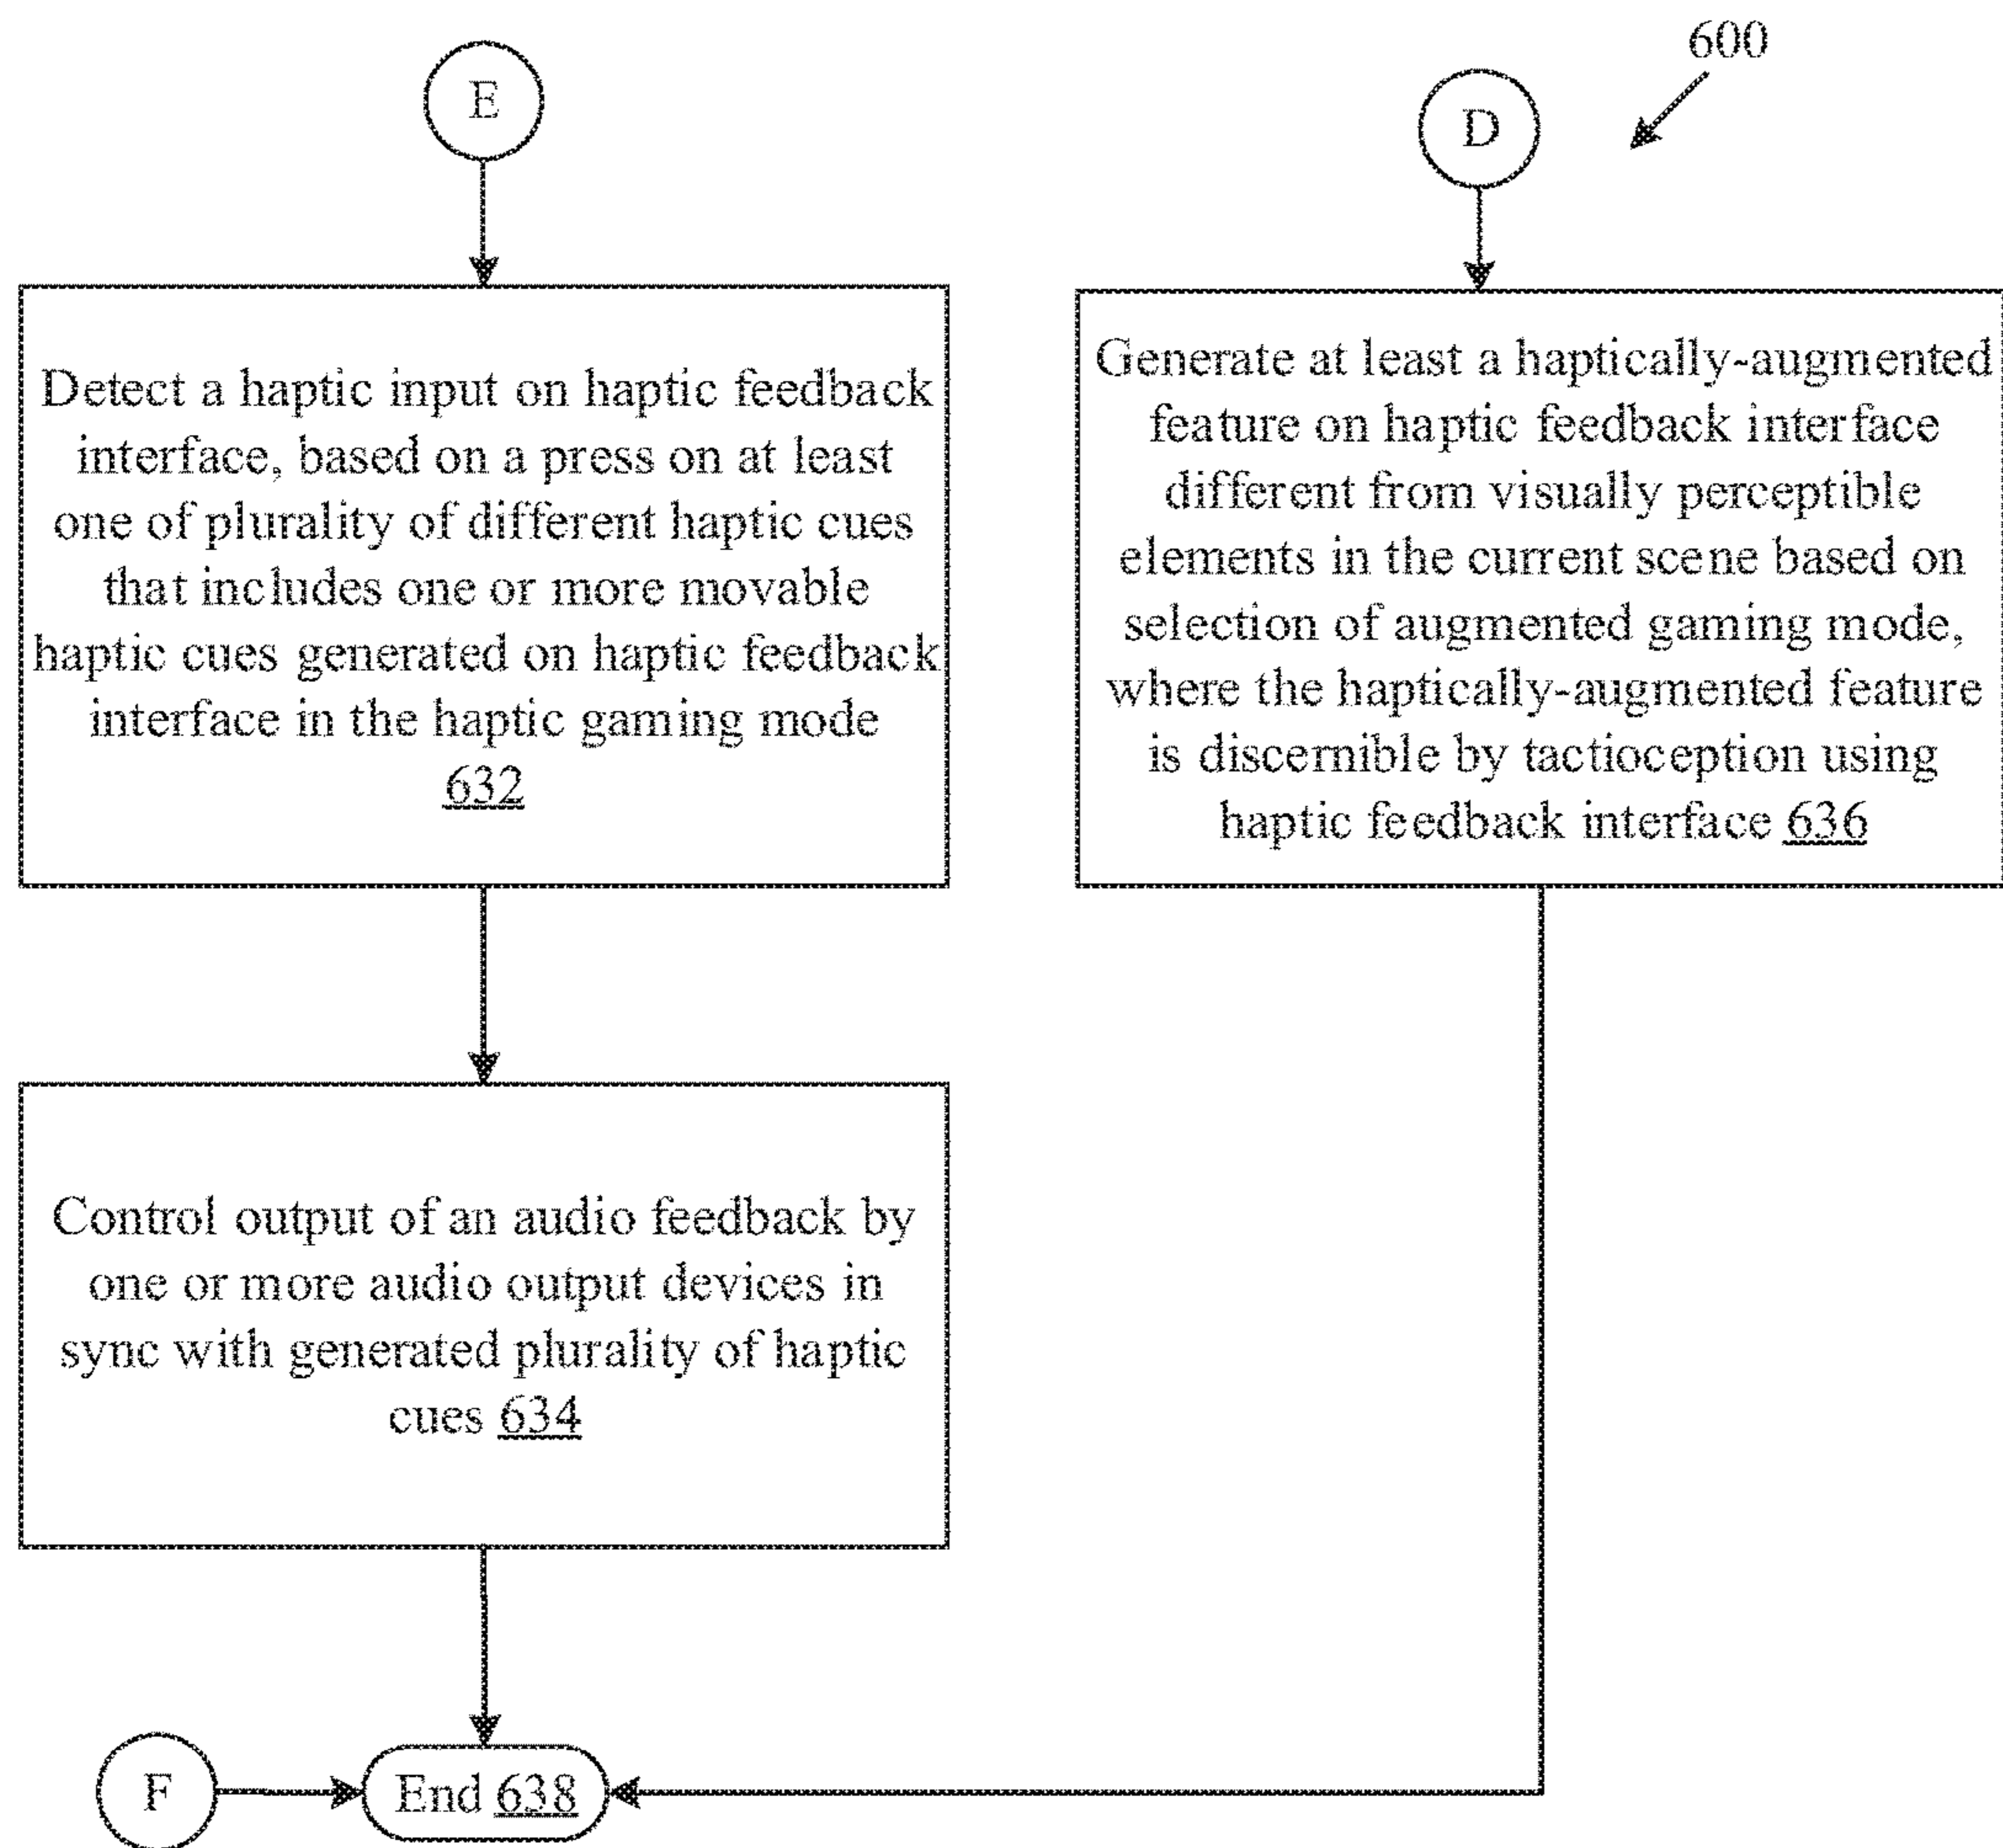 E
600
D
Detect a haptic input on haptic feedback
interface, based on a press on at least
one of plurality of different haptic cues
that includes one or more movable
haptic cues generated on haptic feedback
interface in the haptic gaming mode
632
Generate at least a haptically-augmented
feature on haptic feedback interface
different from visually perceptible
elements in the current scene based on
selection of augmented gaming mode,
where the haptically-augmented feature
is discernible by tactioception using
haptic feedback interface 636
Control output of an audio feedback by
one or more audio output devices in
sync with generated plurality of haptic
cues 634
F
End 638